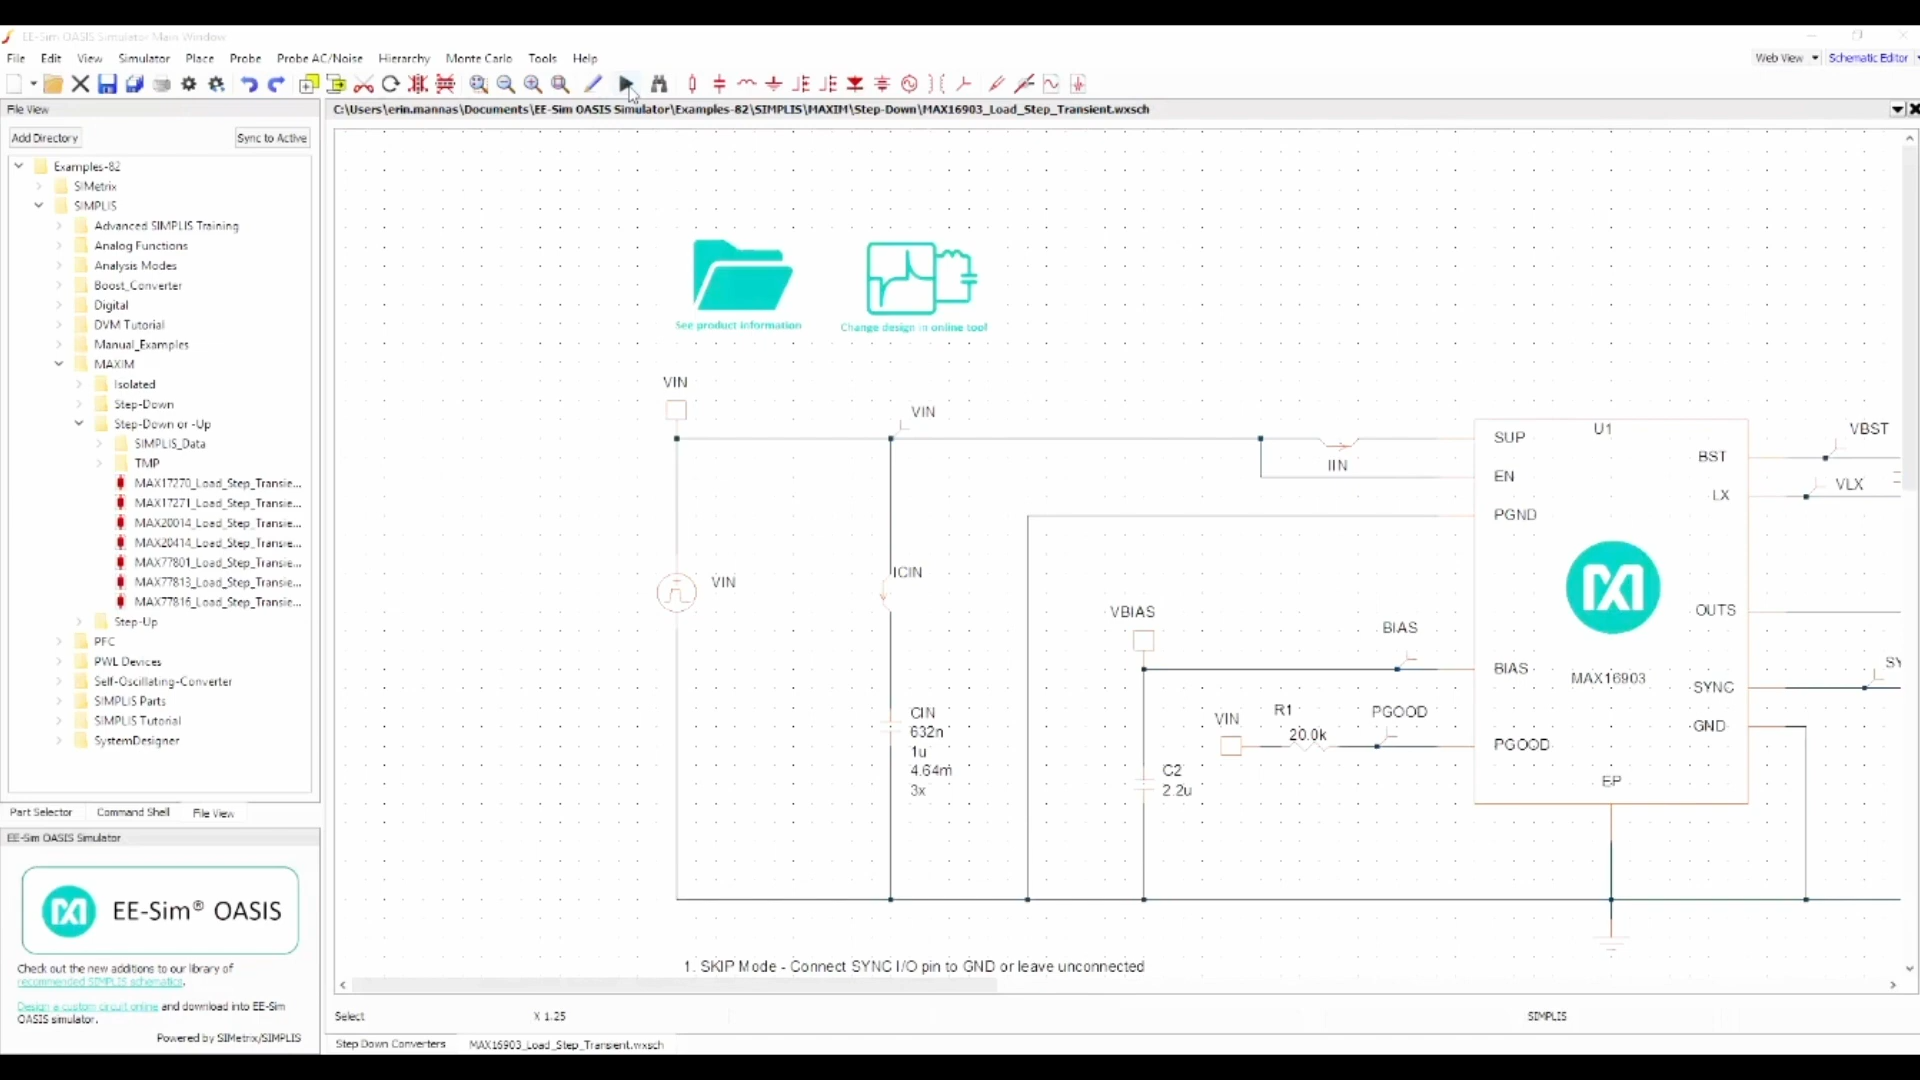 EE-Sim OASIS Simulator Main Window
File Edit View Simulator Place Probe Probe AC/Noise Hierarchy Monte Carlo Tools Help
Web View Schematic Editor
File View
C:\Users\erin.mannas\Documents\EE-Sim OASIS Simulator\Examples-82\SIMPLIS\MAXIM\Step-Down\MAX16903_Load_Step_Transient.wxsch
Add Directory
Sync to Active
Examples-82
SIMetrix
SIMPLIS
Advanced SIMPLIS Training
Analog Functions
Analysis Modes
Boost_Converter
Digital
DVM Tutorial
Manual_Examples
MAXIM
Isolated
Step-Down
Step-Down or -Up
SIMPLIS_Data
TMP
MAX17270_Load_Step_Transie...
MAX17271_Load_Step_Transie...
MAX20014_Load_Step_Transie...
MAX20414_Load_Step_Transie...
MAX77801_Load_Step_Transie...
MAX77813_Load_Step_Transie...
MAX77816_Load_Step_Transie...
Step-Up
PFC
PWL Devices
Self-Oscillating-Converter
SIMPLIS Parts
SIMPLIS Tutorial
SystemDesigner
Part Selector Command Shell File View
EE-Sim OASIS Simulator
EE-Sim® OASIS
Check out the new additions to our library of
recommended SIMPLIS schematics.
Design a custom circuit online and download into EE-Sim
OASIS simulator.
Powered by SIMetrix/SIMPLIS
See product information
Change design in online tool
VIN
VIN
VIN
ICIN
CIN
632n
1u
4.64m
3x
IIN
VBIAS
BIAS
VIN
R1
20.0k
PGOOD
C2
2.2u
U1
SUP
EN
PGND
BIAS
PGOOD
BST
LX
OUTS
SYNC
GND
EP
MAX16903
VBST
VLX
SY
1. SKIP Mode - Connect SYNC I/O pin to GND or leave unconnected
Select
X 1.25
SIMPLIS
Step Down Converters
MAX16903_Load_Step_Transient.wxsch